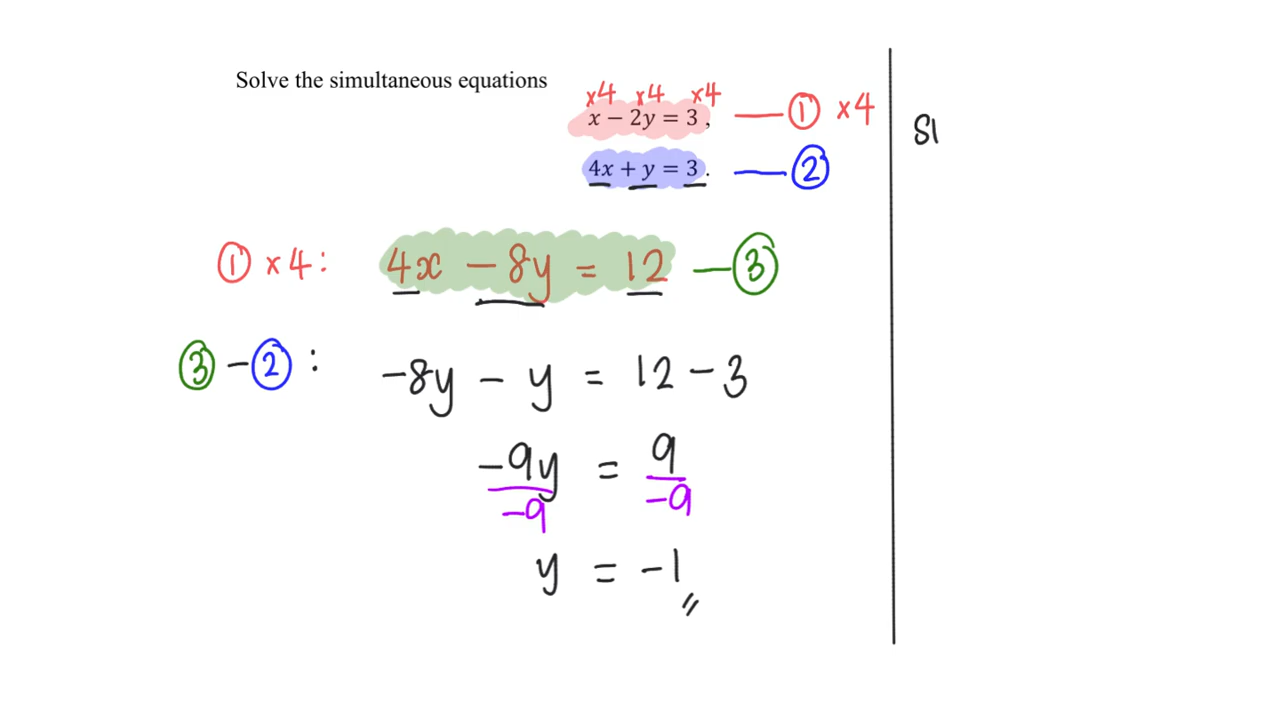 Solve the simultaneous equations
×4 ×4 ×4
x − 2y = 3 , — ① ×4
4x + y = 3 . — ②
① ×4 : 4x − 8y = 12 — ③
③ − ② : −8y − y = 12 − 3
−9y = 9
−9 −9
y = −1 〃